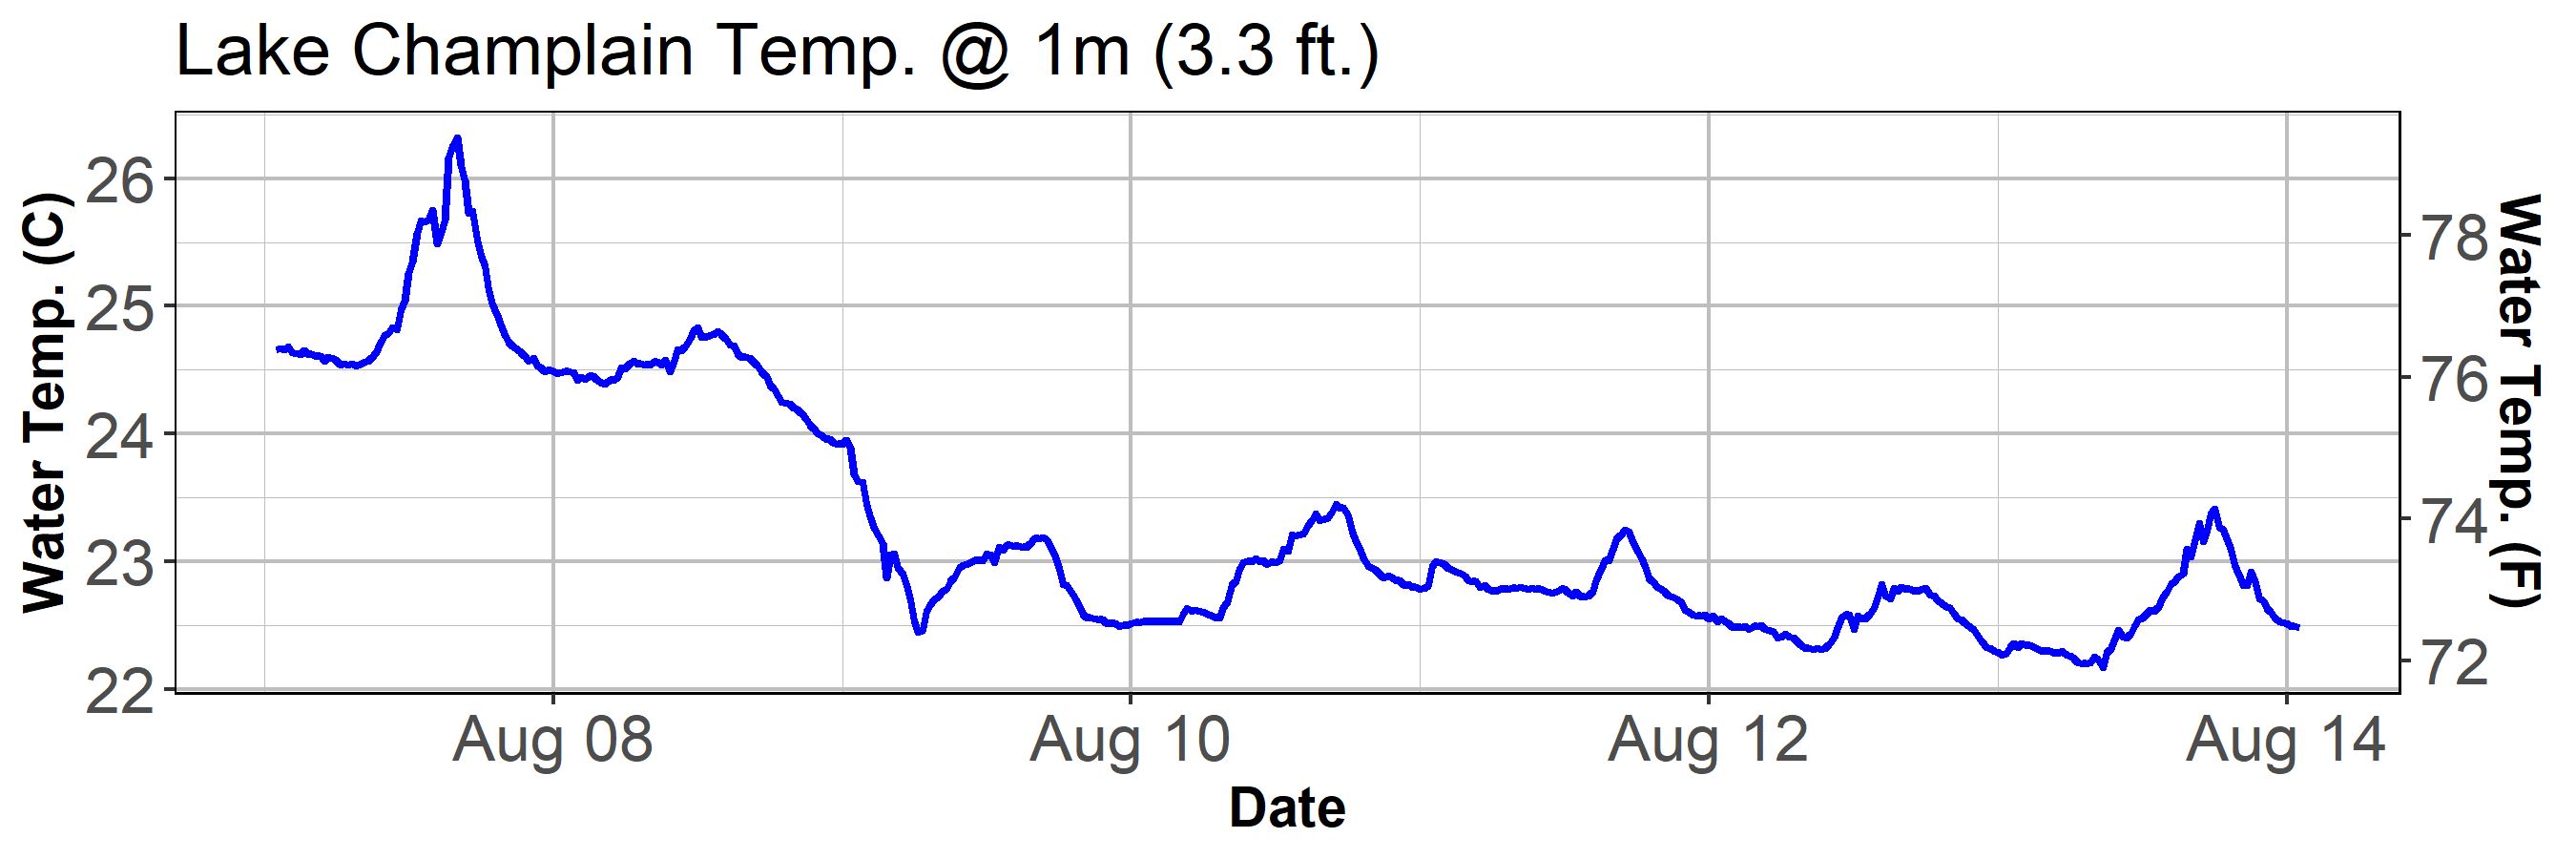 Lake Champlain Temp. @ 1m (3.3 ft.)
Water Temp. (C)
26
25
24
23
22
78
76
74
72
Water Temp. (F)
Aug 08
Aug 10
Aug 12
Aug 14
Date